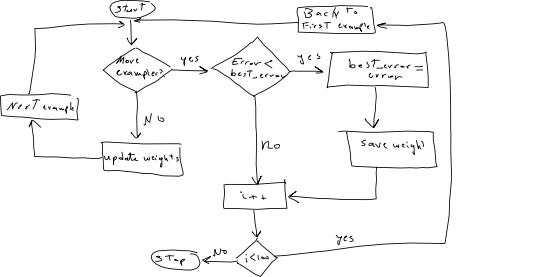 Start
Back to
First example
More
examples?
yes
Error <
best_error
yes
best_error =
error
Next example
No
update weights
No
save weight
i++
No
Stop
i<100
yes